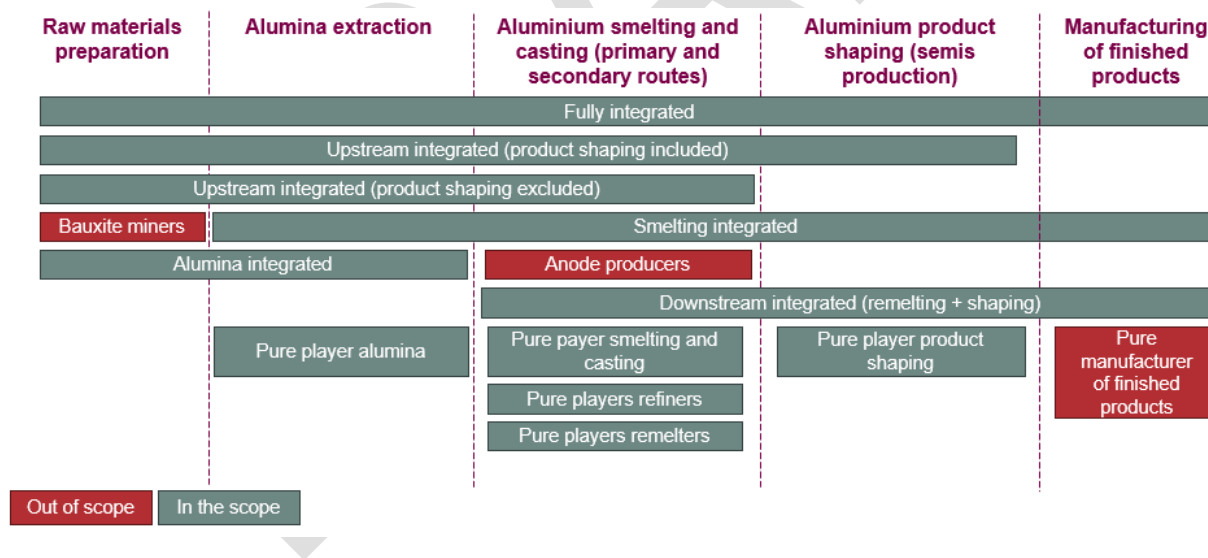 Raw materials
preparation
Alumina extraction
Aluminium smelting and
casting (primary and
secondary routes)
Aluminium product
shaping (semis
production)
Manufacturing
of finished
products
Fully integrated
Upstream integrated (product shaping included)
Upstream integrated (product shaping excluded)
Bauxite miners
Smelting integrated
Alumina integrated
Anode producers
Downstream integrated (remelting + shaping)
Pure player alumina
Pure payer smelting and
casting
Pure player product
shaping
Pure
manufacturer
of finished
products
Pure players refiners
Pure players remelters
Out of scope
In the scope